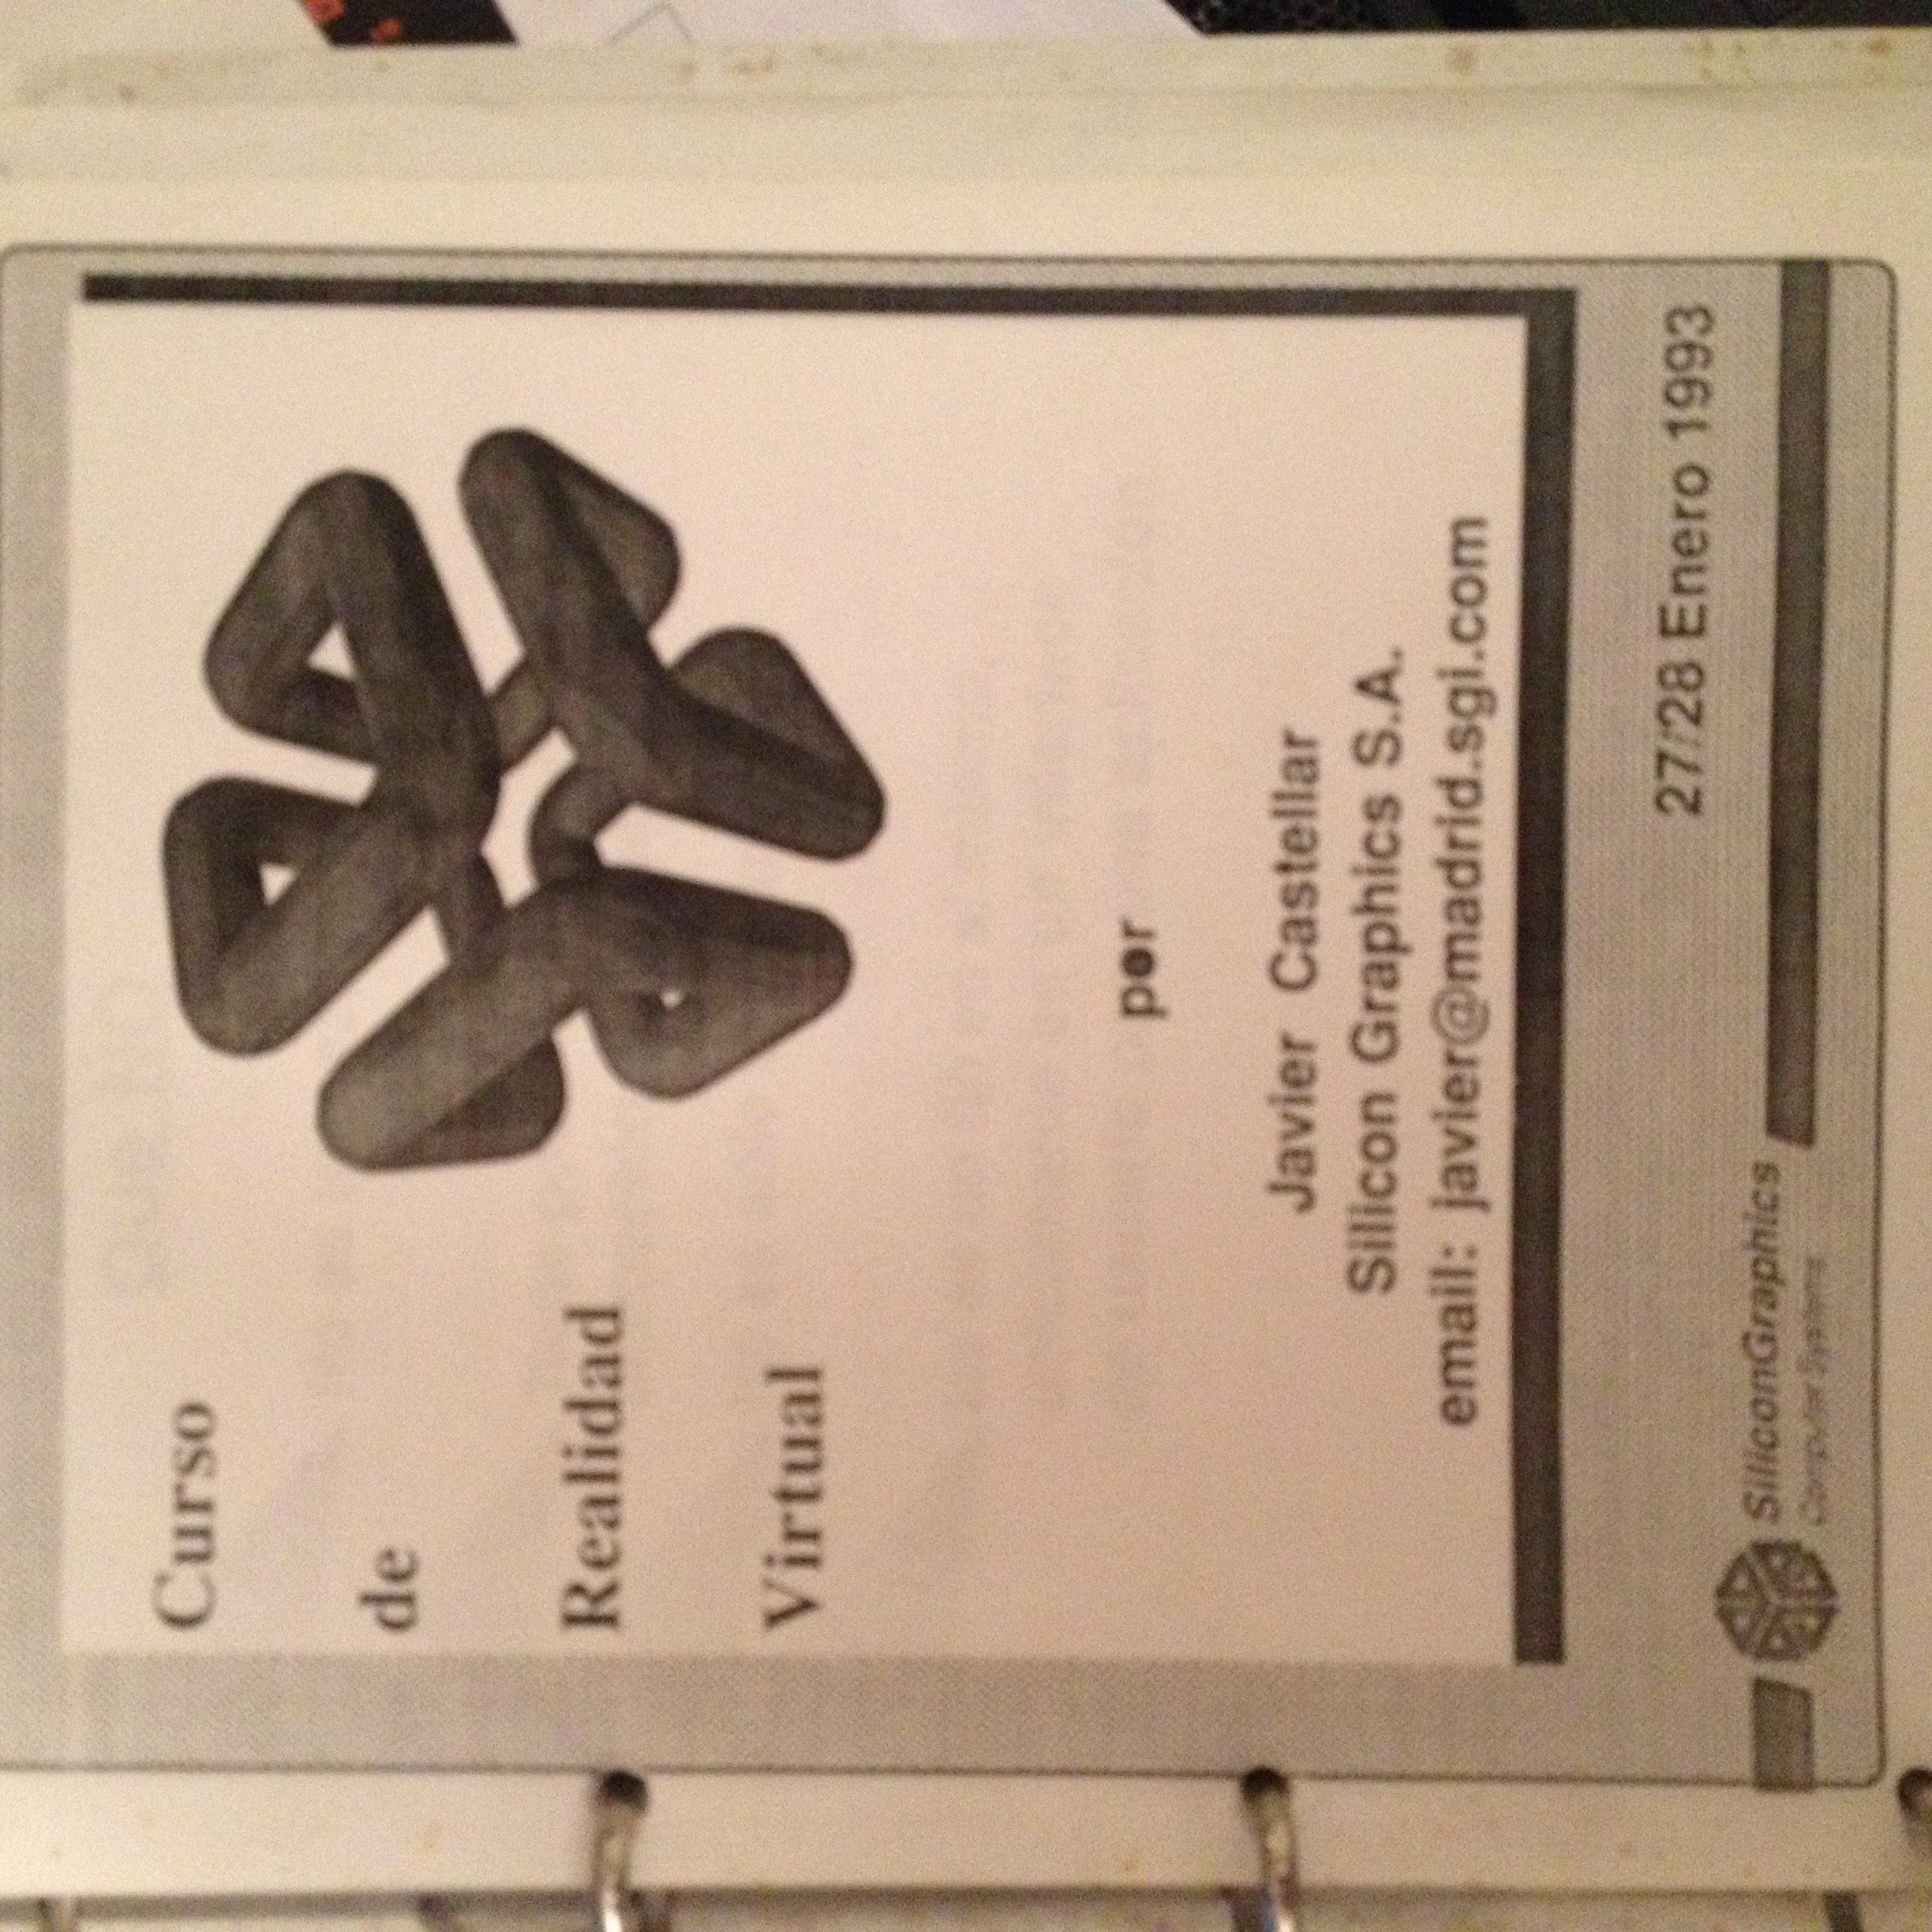 Curso
de
Realidad
Virtual
por
Javier Castellar
Silicon Graphics S.A.
email: javier@madrid.sgi.com
27/28 Enero 1993
SiliconGraphics
Computer Systems